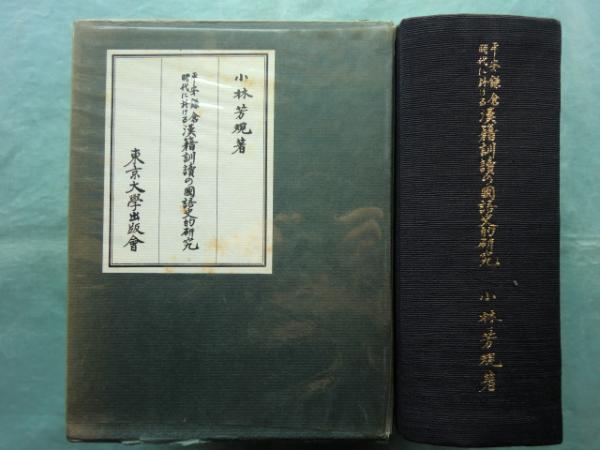 小林芳規著
平安鎌倉
時代に於ける
漢籍訓讀の國語史的研究
東京大學出版會
平安鎌倉
時代に於ける
漢籍訓讀の國語史的研究
小林芳規著